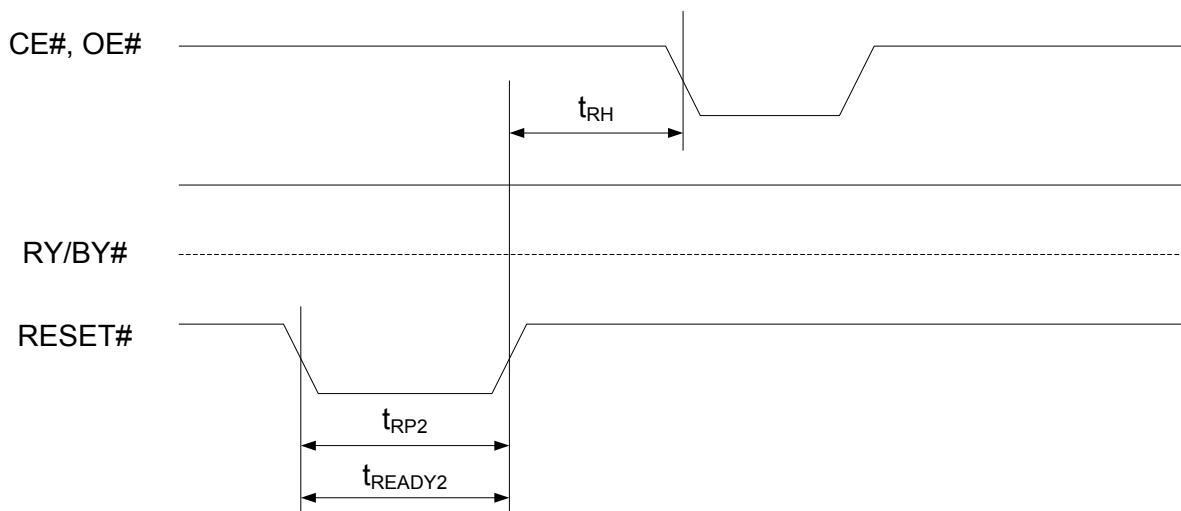 CE#, OE#
tRH
RY/BY#
RESET#
tRP2
tREADY2